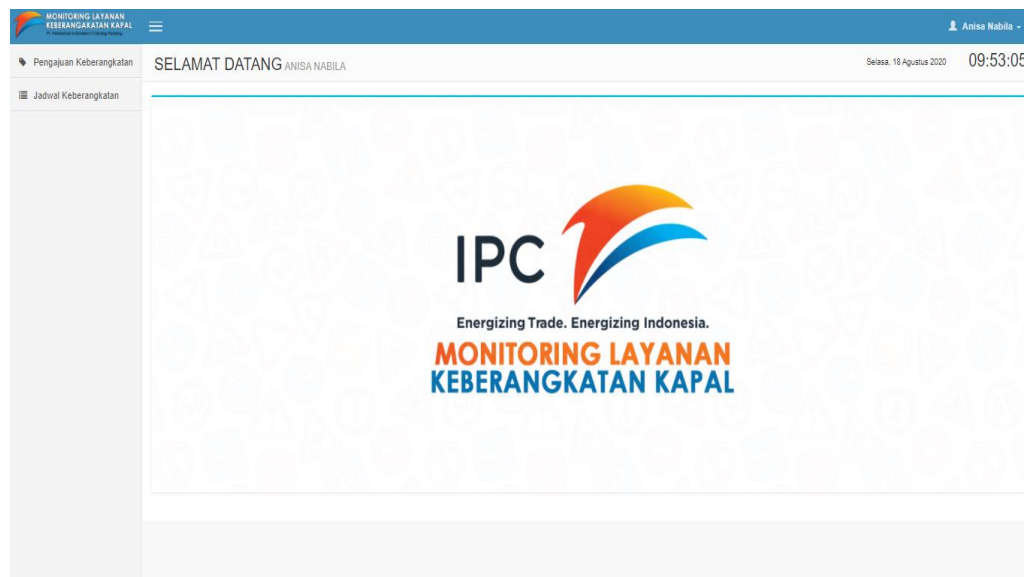 MONITORING LAYANAN
KEBERANGAKATAN KAPAL
Anisa Nabila
Pengajuan Keberangkatan
SELAMAT DATANG ANISA NABILA
Selasa, 18 Agustus 2020
09:53:05
Jadwal Keberangkatan
IPC
Energizing Trade. Energizing Indonesia.
MONITORING LAYANAN
KEBERANGKATAN KAPAL